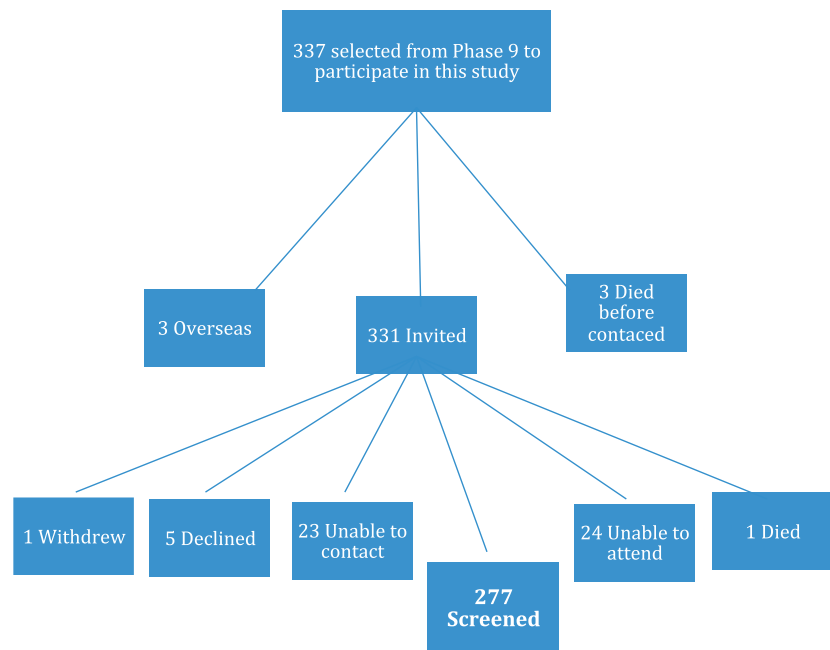 337 selected from Phase 9 to
participate in this study
3 Overseas
331 Invited
3 Died
before
contaced
1 Withdrew
5 Declined
23 Unable to
contact
277
Screened
24 Unable to
attend
1 Died